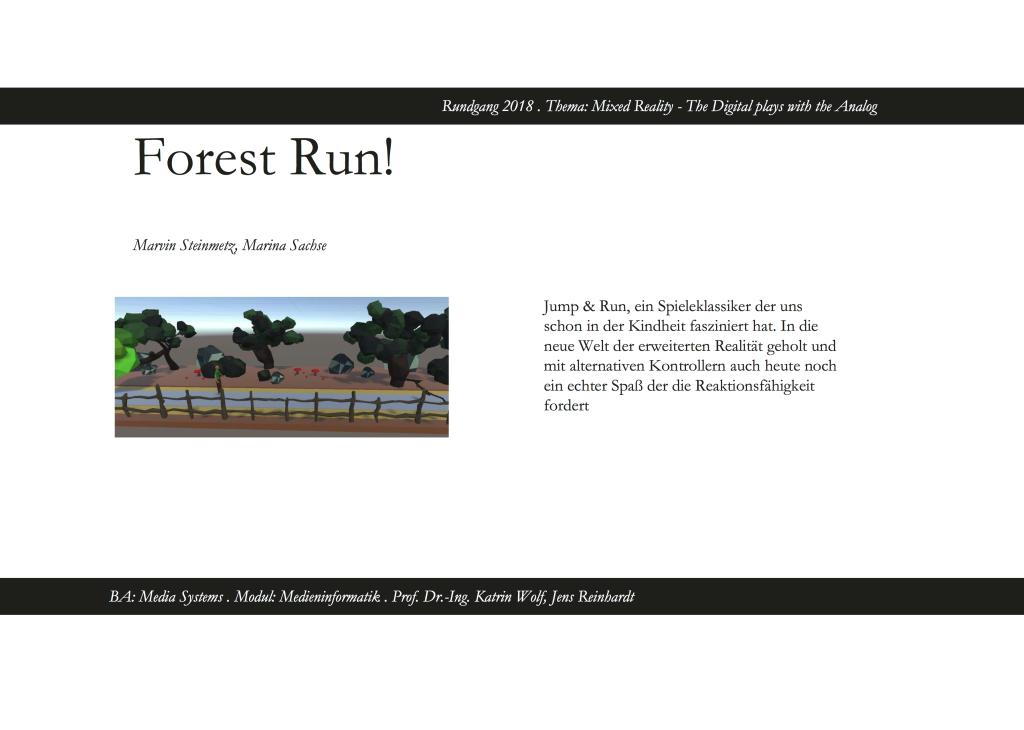 Rundgang 2018 . Thema: Mixed Reality - The Digital plays with the Analog
Forest Run!
Marvin Steinmetz, Marina Sachse
Jump & Run, ein Spieleklassiker der uns
schon in der Kindheit fasziniert hat. In die
neue Welt der erweiterten Realität geholt und
mit alternativen Kontrollern auch heute noch
ein echter Spaß der die Reaktionsfähigkeit
fordert
BA: Media Systems . Modul: Medieninformatik . Prof. Dr.-Ing. Katrin Wolf, Jens Reinhardt